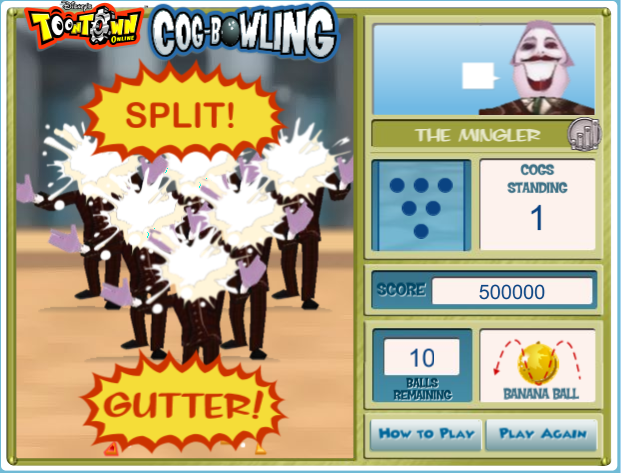 Disney's
TOONTOWN
ONLINE
COG-BOWLING
SPLIT!
THE MINGLER
COGS
STANDING
1
SCORE 500000
10
BALLS
REMAINING
BANANA BALL
GUTTER!
HOW TO PLAY
PLAY AGAIN